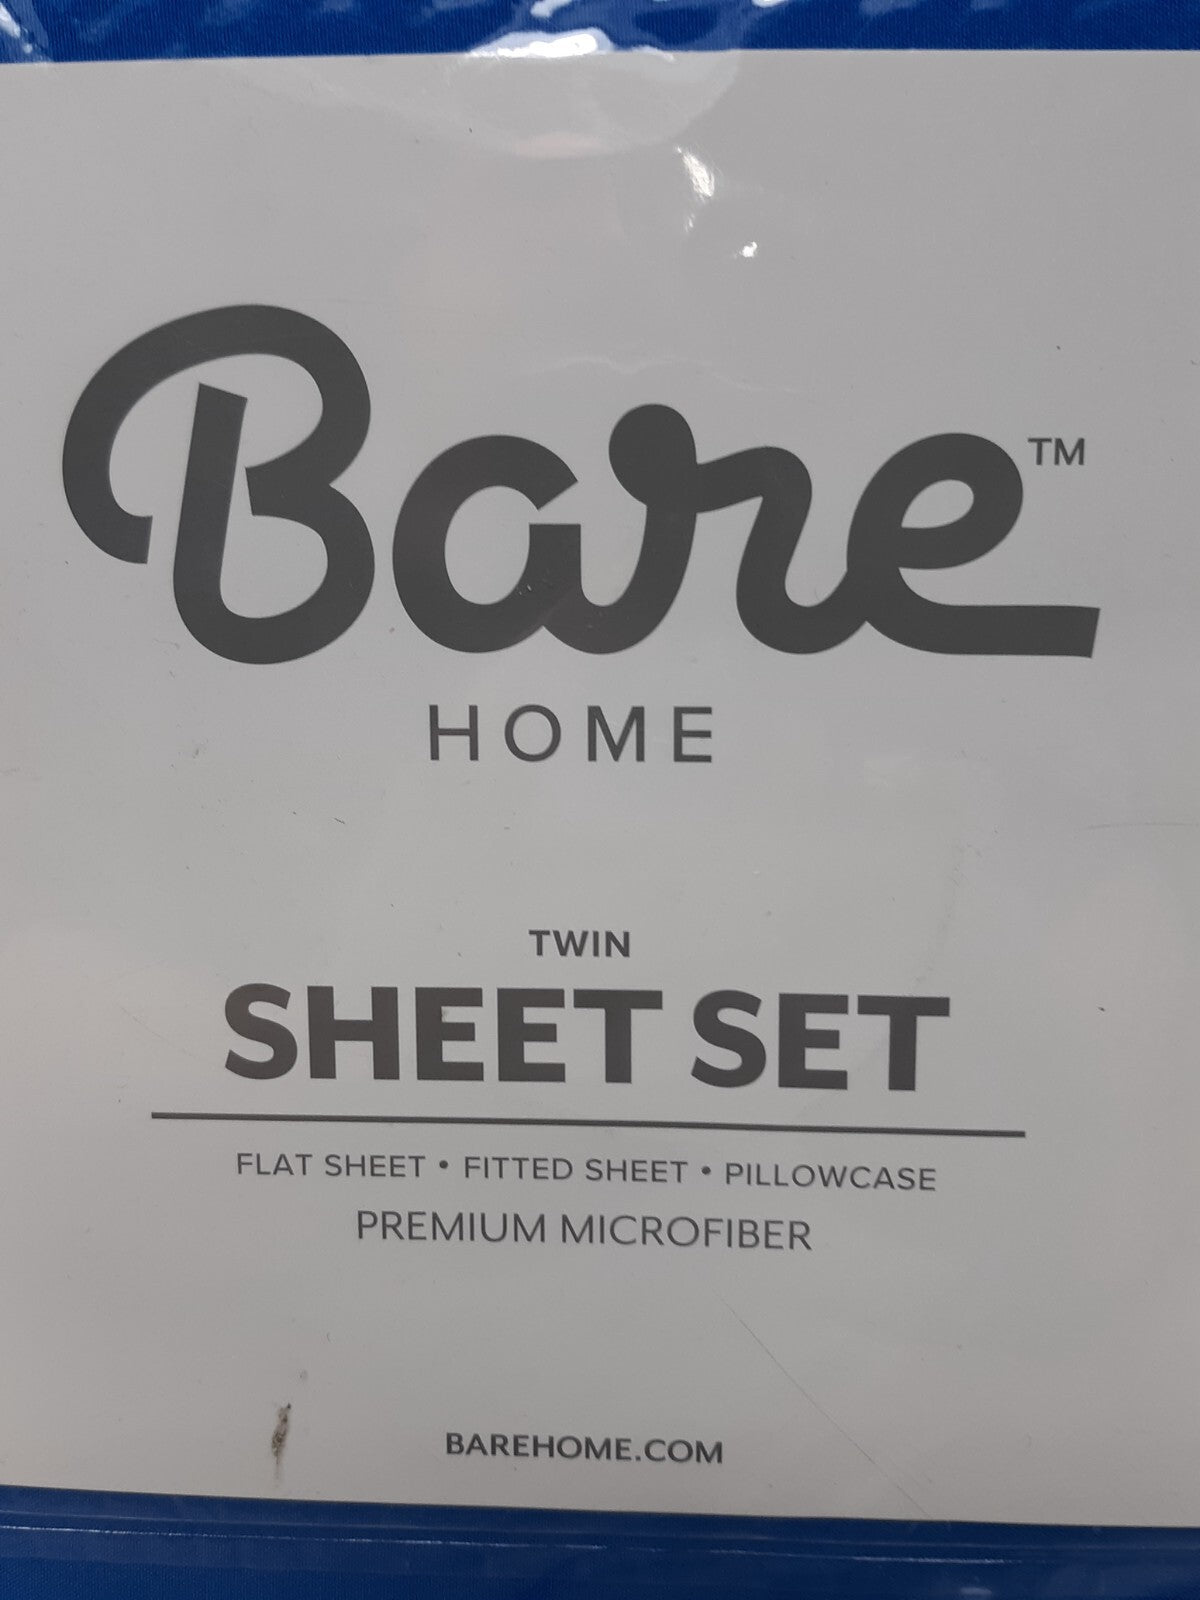 Bare™
HOME
TWIN
SHEET SET
FLAT SHEET • FITTED SHEET • PILLOWCASE
PREMIUM MICROFIBER
BAREHOME.COM